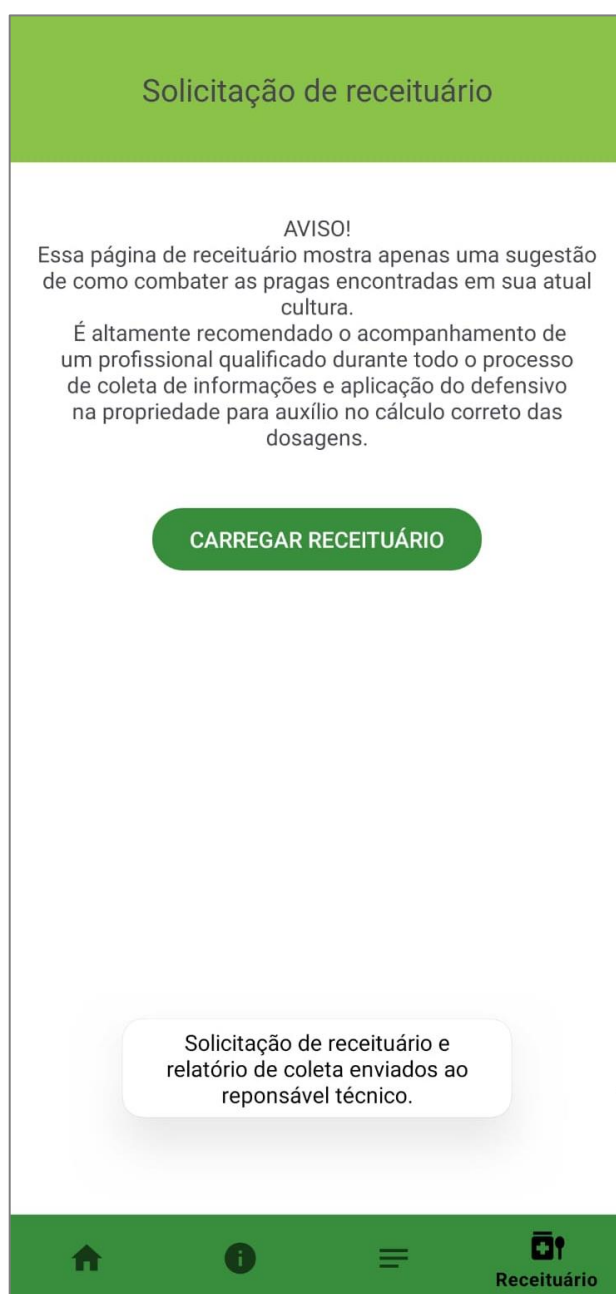 Solicitação de receituário
AVISO!
Essa página de receituário mostra apenas uma sugestão
de como combater as pragas encontradas em sua atual
cultura.
É altamente recomendado o acompanhamento de
um profissional qualificado durante todo o processo
de coleta de informações e aplicação do defensivo
na propriedade para auxílio no cálculo correto das
dosagens.
CARREGAR RECEITUÁRIO
Solicitação de receituário e
relatório de coleta enviados ao
reponsável técnico.
Receituário